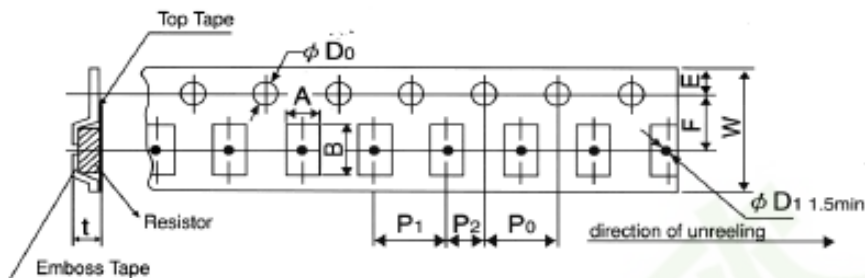 Top Tape
φ D0
A
E
B
F
W
t
Resistor
P1
P2
P0
φ D1 1.5min
direction of unreeling
Emboss Tape